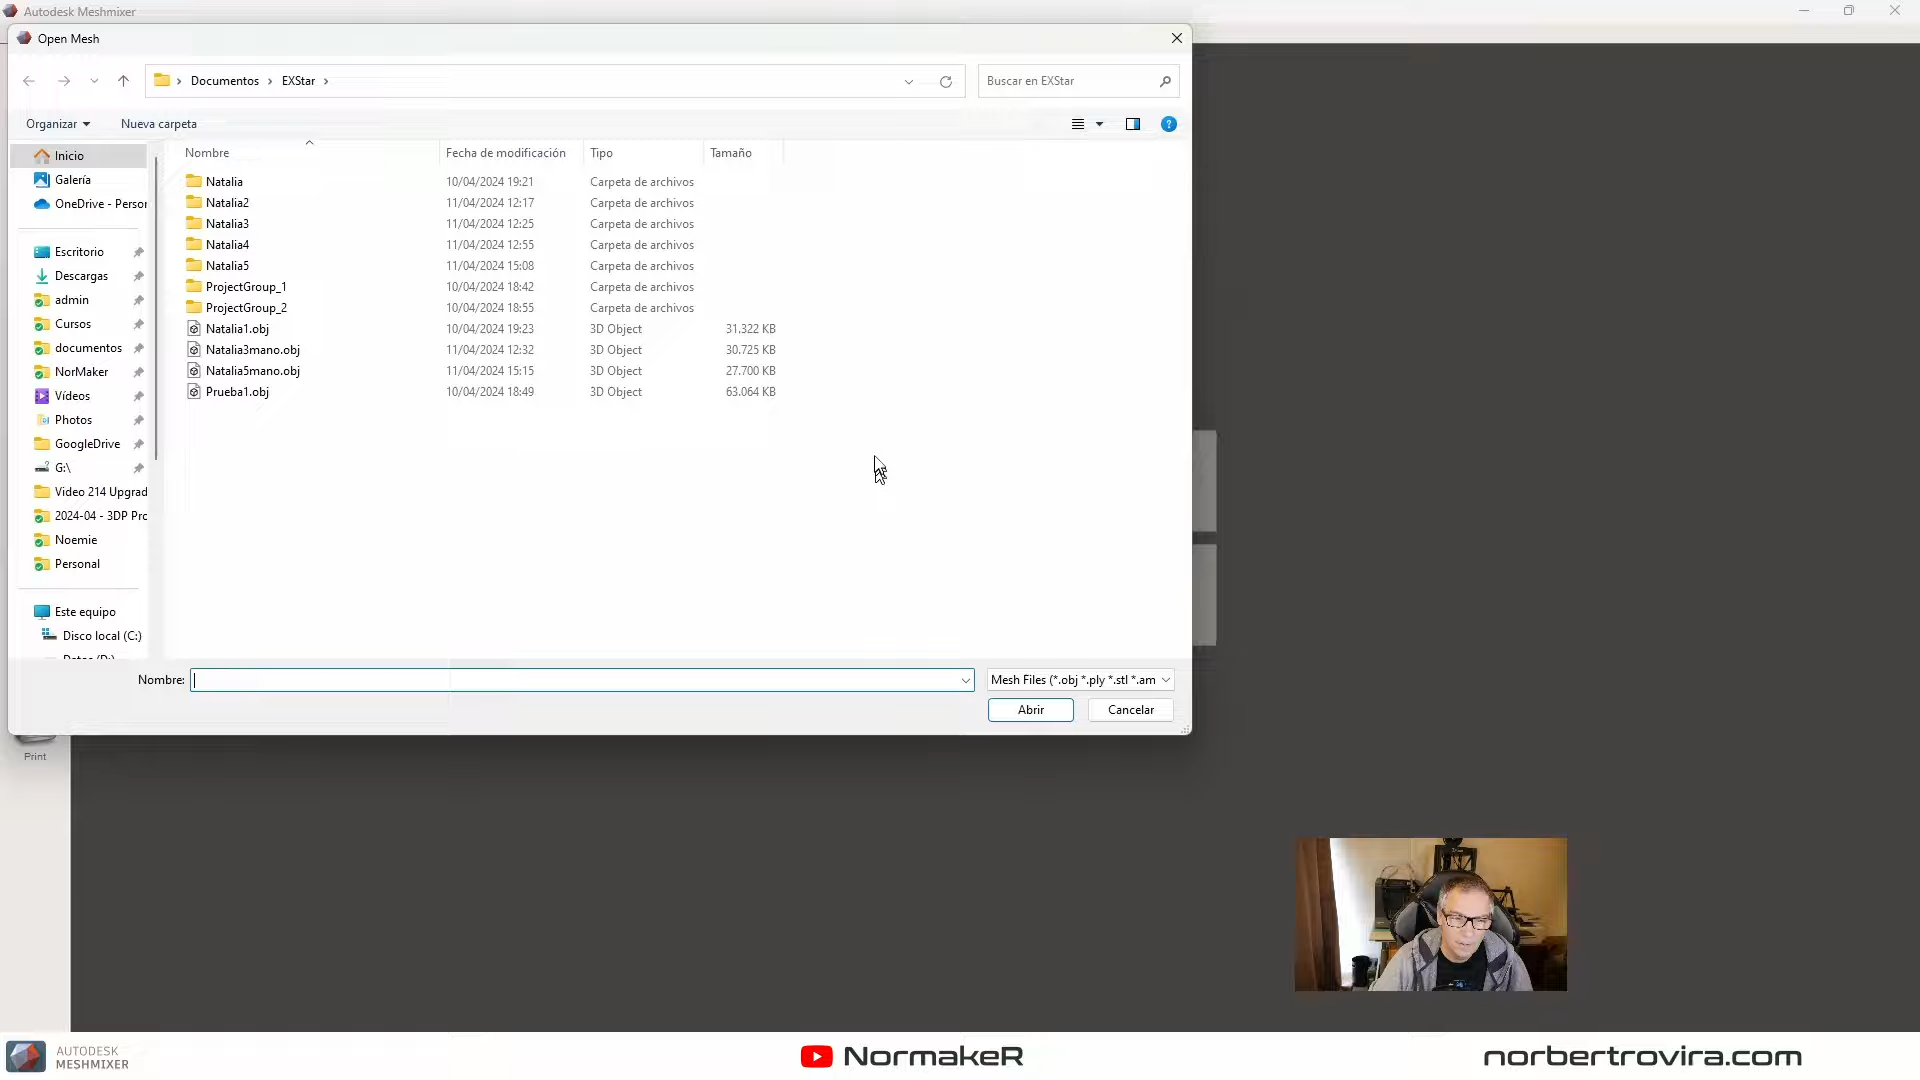 Autodesk Meshmixer
Open Mesh
Documentos > EXStar >
Buscar en EXStar
Organizar
Nueva carpeta
Nombre Fecha de modificación Tipo Tamaño
Inicio
Galería
OneDrive - Person
Escritorio
Descargas
admin
Cursos
documentos
NorMaker
Vídeos
Photos
GoogleDrive
G:\
Video 214 Upgrad
2024-04 - 3DP Prc
Noemie
Personal
Este equipo
Disco local (C:)
Natalia 10/04/2024 19:21 Carpeta de archivos
Natalia2 11/04/2024 12:17 Carpeta de archivos
Natalia3 11/04/2024 12:25 Carpeta de archivos
Natalia4 11/04/2024 12:55 Carpeta de archivos
Natalia5 11/04/2024 15:08 Carpeta de archivos
ProjectGroup_1 10/04/2024 18:42 Carpeta de archivos
ProjectGroup_2 10/04/2024 18:55 Carpeta de archivos
Natalia1.obj 10/04/2024 19:23 3D Object 31.322 KB
Natalia3mano.obj 11/04/2024 12:32 3D Object 30.725 KB
Natalia5mano.obj 11/04/2024 15:15 3D Object 27.700 KB
Prueba1.obj 10/04/2024 18:49 3D Object 63.064 KB
Nombre:
Mesh Files (*.obj *.ply *.stl *.am
Abrir
Cancelar
Print
AUTODESK
MESHMIXER
NormakeR
norbertrovira.com